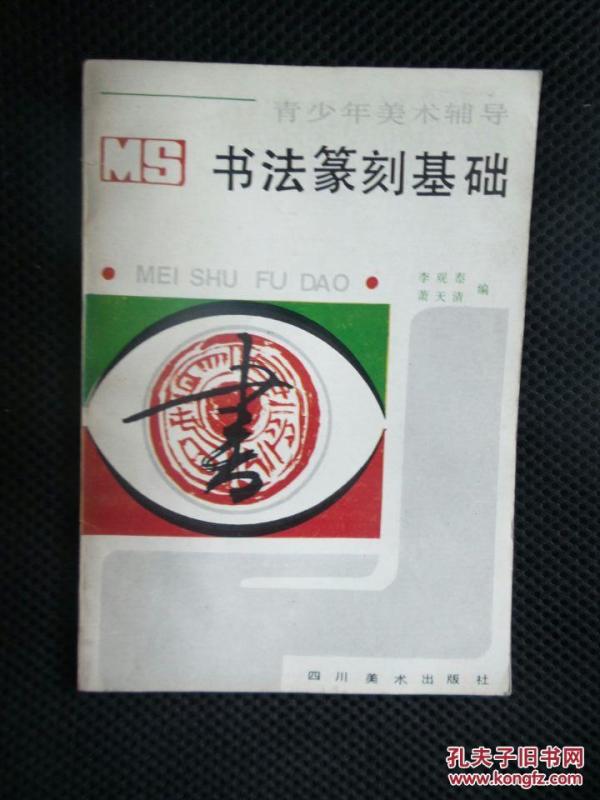 青少年美术辅导
MS 书法篆刻基础
MEI SHU FU DAO
李观泰
萧天清 编
書
四川美术出版社
孔夫子旧书网
www.kongfz.com